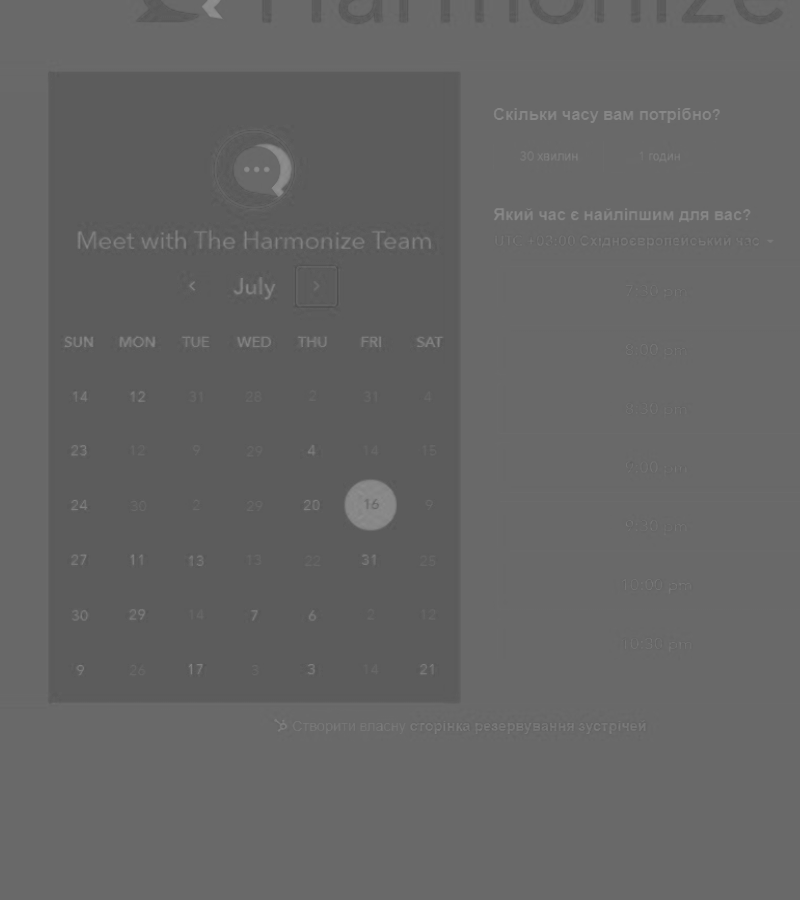 Harmonize
Meet with The Harmonize Team
July
SUN MON TUE WED THU FRI SAT
14 12 31 28 2 31 4
23 12 9 29 4 14 15
24 30 2 29 20 16 9
27 11 13 13 22 31 25
30 29 14 7 6 2 12
9 26 17 3 3 14 21
Скільки часу вам потрібно?
30 хвилин 1 годин
Який час є найліпшим для вас?
UTC +03:00 Східноєвропейський час
7:30 pm
8:00 pm
8:30 pm
9:00 pm
9:30 pm
10:00 pm
10:30 pm
Створити власну сторінка резервування зустрічей